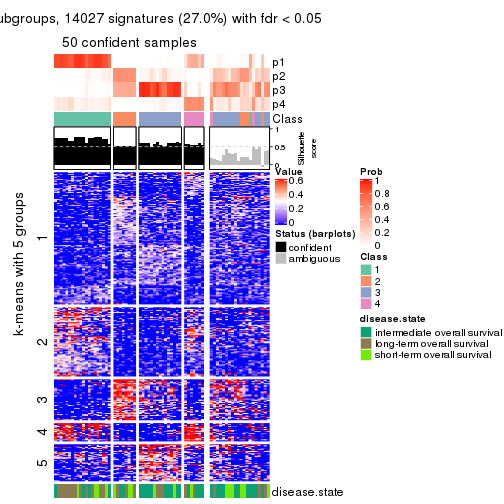 ubgroups, 14027 signatures (27.0%) with fdr < 0.05
50 confident samples
p1
p2
p3
p4
Class
1
0.5
0
Silhouette
score
k-means with 5 groups
1
2
3
4
5
disease.state
Value
0.6
0.4
0.2
0
Status (barplots)
confident
ambiguous
Prob
1
0.8
0.6
0.4
0.2
0
Class
1
2
3
4
disease.state
intermediate overall survival
long-term overall survival
short-term overall survival